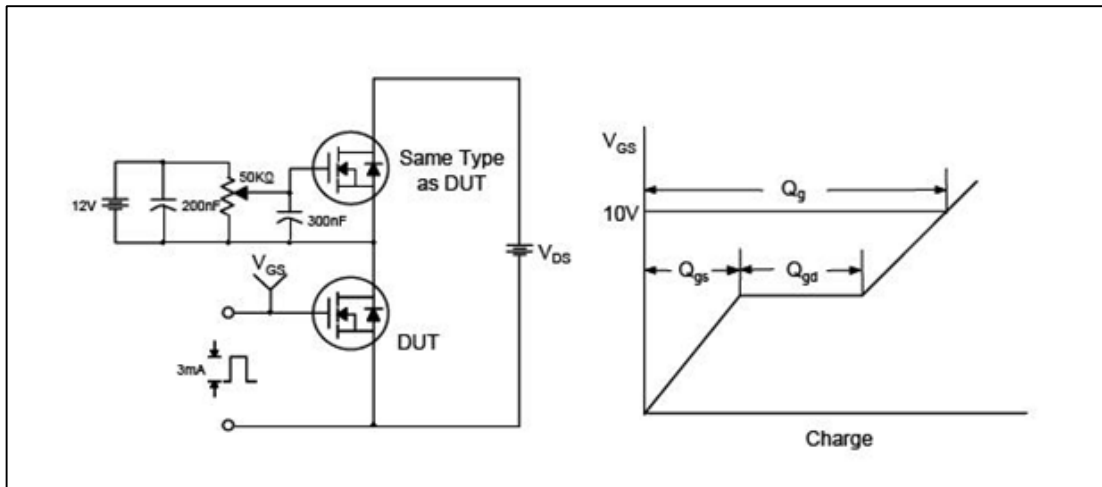 12V
200nF
50KΩ
300nF
Same Type
as DUT
V_GS
DUT
3mA
V_DS
V_GS
10V
Q_g
Q_gs
Q_gd
Charge